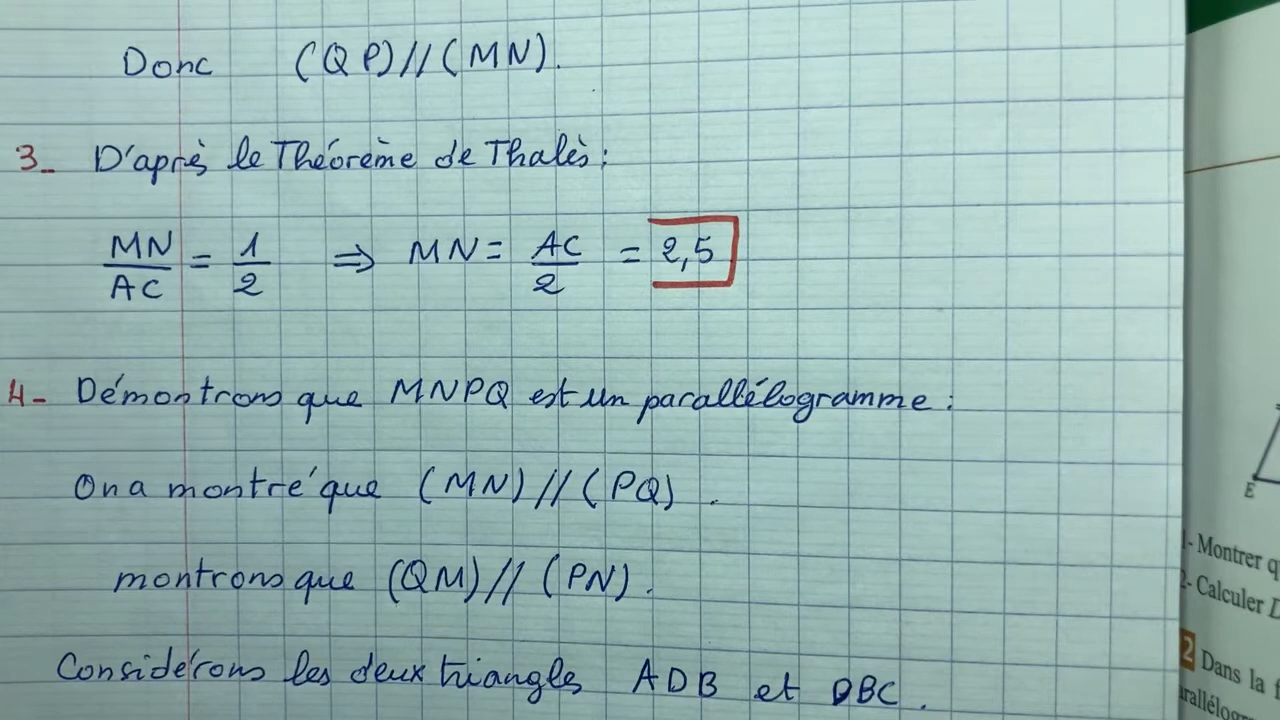 Donc (QP)//(MN).
3- D'après le Théorème de Thalès:
MN/AC = 1/2 ⇒ MN = AC/2 = 2,5
4- Démontrons que MNPQ est un parallélogramme:
On a montré que (MN)//(PQ).
montrons que (QM)//(PN).
Considérons les deux triangles ADB et DBC.
E
1- Montrer q
2- Calculer D
2 Dans la f